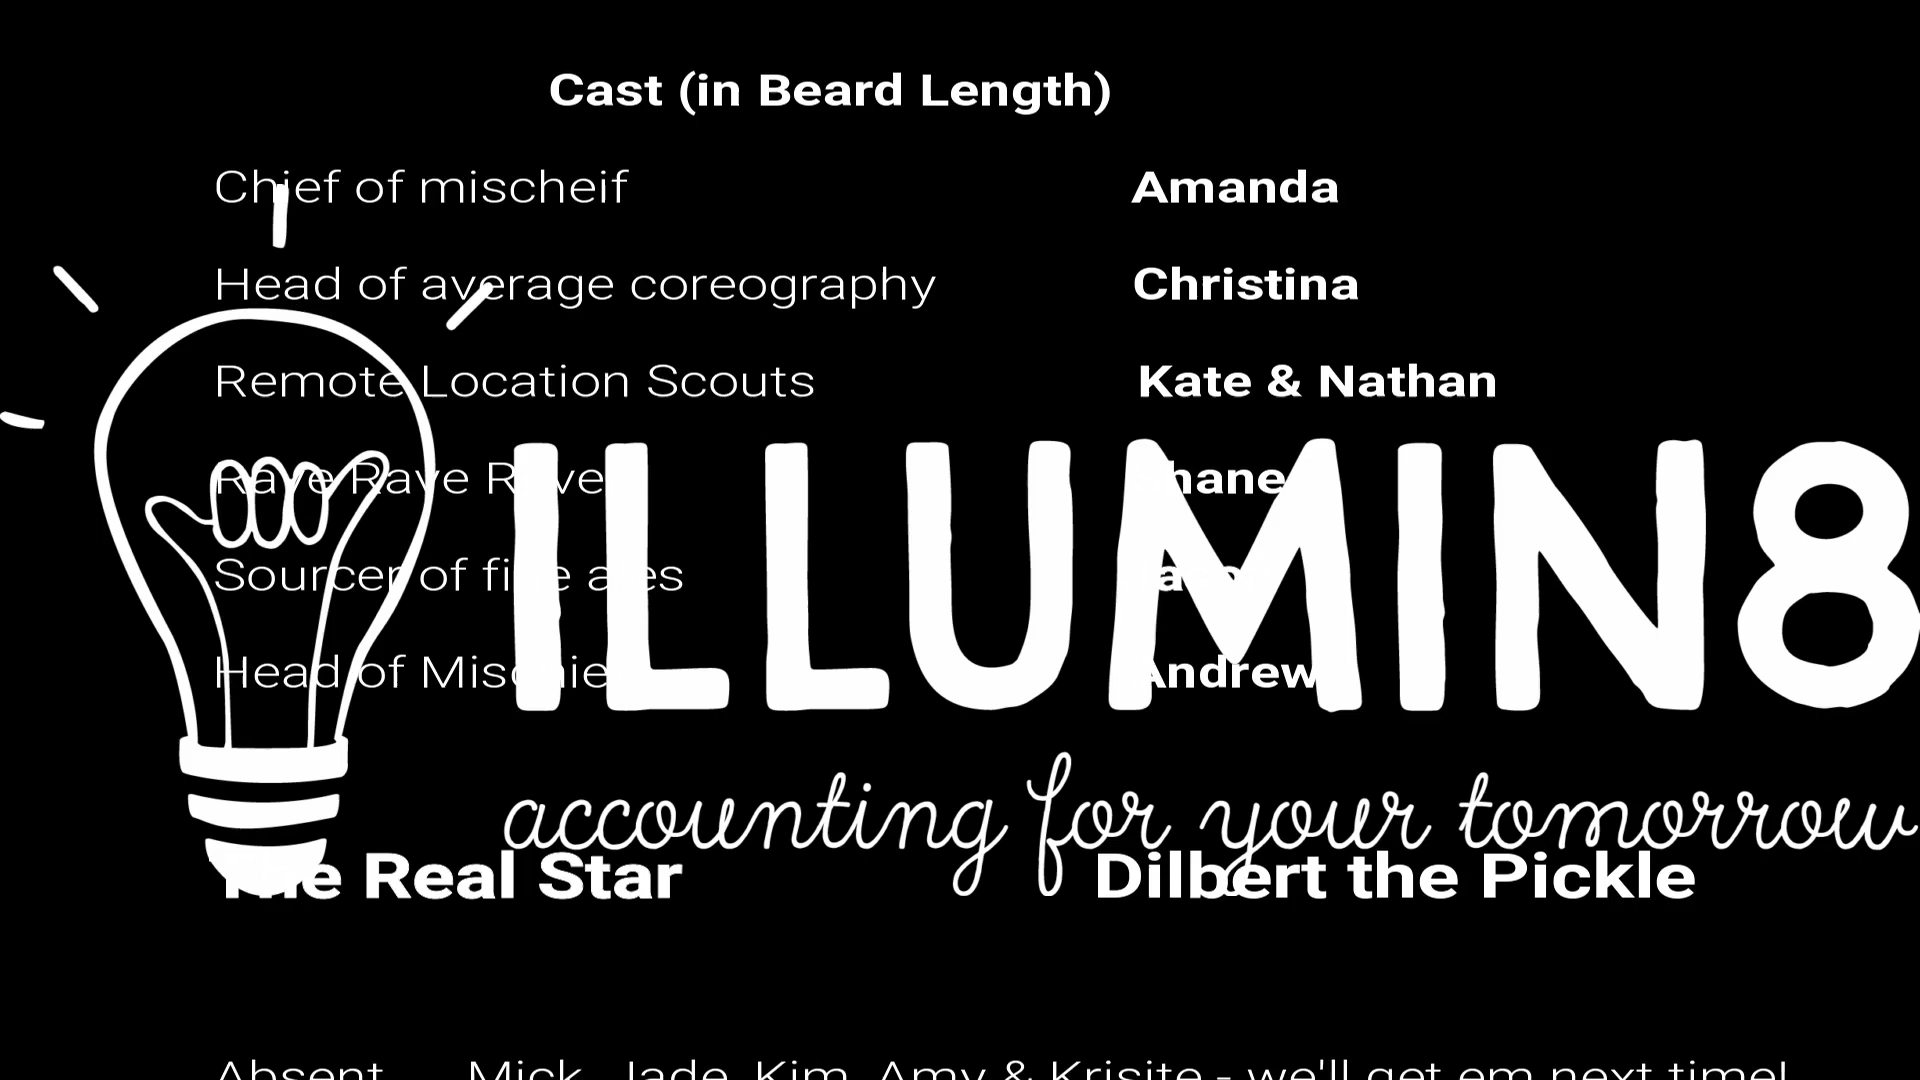 Cast (in Beard Length)
Chief of mischeif Amanda
Head of average coreography Christina
Remote Location Scouts Kate & Nathan
Rave Rave Rave
Sourcer of fine
Head of Andrew
ILLUMIN8
accounting for your tomorrow
The Real Star Dilbert the Pickle
Absent Mick, Jade, Kim, Amy & Krisite - we'll get em next time!